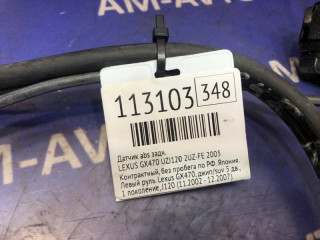 AM-AVTO
113103 348
Датчик abs задн.
LEXUS GX470 UZJ120 2UZ-FE 2005
Контрактный, без пробега по РФ. Япония.
Левый руль. Lexus GX470, джип/suv 5 дв.,
1 поколение, J120 (11.2002 - 12.2007)